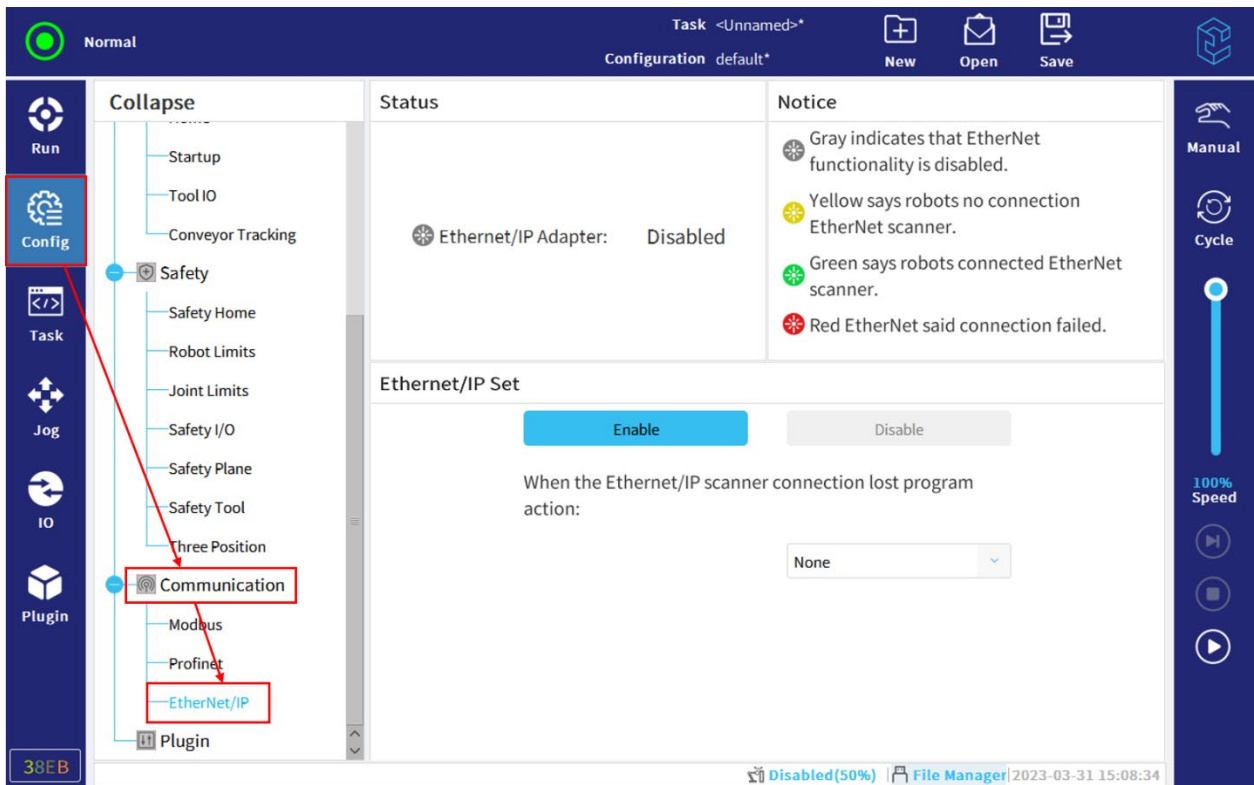 Normal
Task <Unnamed>*
Configuration default*
New
Open
Save
Run
Config
Task
Jog
IO
Plugin
38EB
Collapse
Startup
Tool IO
Conveyor Tracking
Safety
Safety Home
Robot Limits
Joint Limits
Safety I/O
Safety Plane
Safety Tool
Three Position
Communication
Modbus
Profinet
EtherNet/IP
Plugin
Status
Ethernet/IP Adapter: Disabled
Notice
Gray indicates that EtherNet
functionality is disabled.
Yellow says robots no connection
EtherNet scanner.
Green says robots connected EtherNet
scanner.
Red EtherNet said connection failed.
Ethernet/IP Set
Enable
Disable
When the Ethernet/IP scanner connection lost program
action:
None
Manual
Cycle
100%
Speed
Disabled(50%)
File Manager
2023-03-31 15:08:34